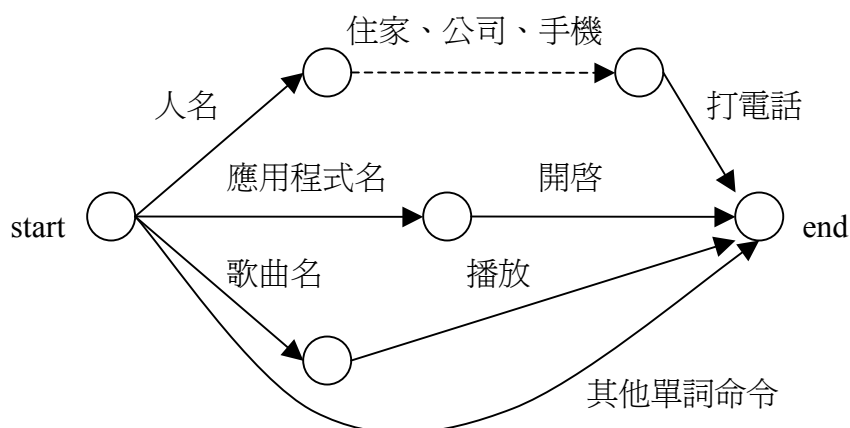 住家、公司、手機
人名
打電話
應用程式名
開啓
start
end
歌曲名
播放
其他單詞命令